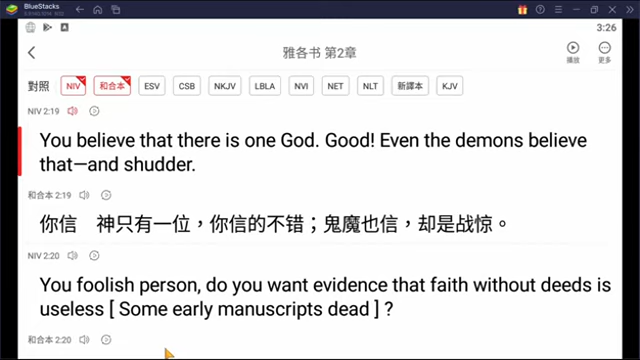 BlueStacks
3:26
雅各书 第2章
播放
更多
對照 NIV 和合本 ESV CSB NKJV LBLA NVI NET NLT 新譯本 KJV
NIV 2:19
You believe that there is one God. Good! Even the demons believe
that—and shudder.
和合本 2:19
你信　神只有一位，你信的不错；鬼魔也信，却是战惊。
NIV 2:20
You foolish person, do you want evidence that faith without deeds is
useless [ Some early manuscripts dead ] ?
和合本 2:20